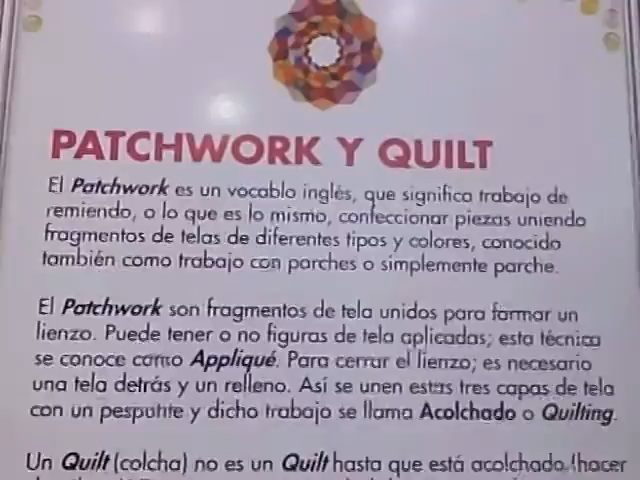 PATCHWORK Y QUILT
El Patchwork es un vocablo inglés, que significa trabajo de
remiendo, o lo que es lo mismo, confeccionar piezas uniendo
fragmentos de telas de diferentes tipos y colores, conocido
también como trabajo con parches o simplemente parche.
El Patchwork son fragmentos de tela unidos para formar un
lienzo. Puede tener o no figuras de tela aplicadas; esta técnica
se conoce como Appliqué. Para cerrar el lienzo; es necesario
una tela detrás y un relleno. Así se unen estas tres capas de tela
con un pespunte y dicho trabajo se llama Acolchado o Quilting.
Un Quilt (colcha) no es un Quilt hasta que está acolchado (hacer